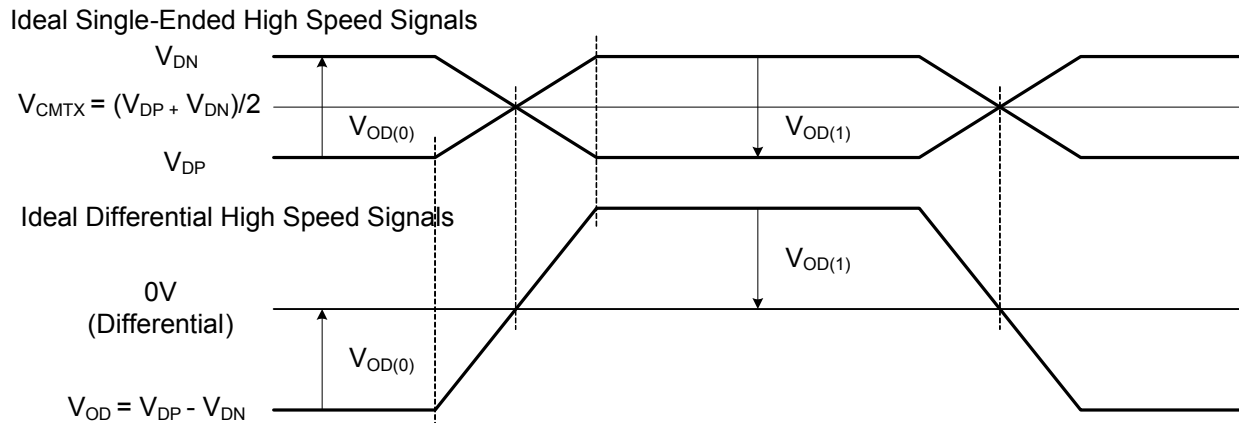 Ideal Single-Ended High Speed Signals
V_DN
V_CMTX = (V_DP + V_DN)/2
V_OD(0)
V_OD(1)
V_DP
Ideal Differential High Speed Signals
V_OD(1)
0V
(Differential)
V_OD(0)
V_OD = V_DP - V_DN